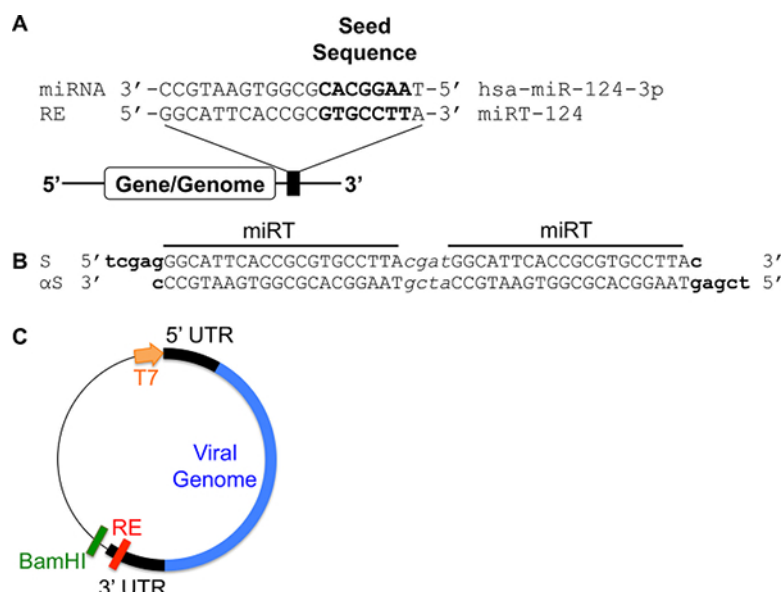 A
Seed
Sequence
miRNA 3’-CCGTAAGTGGCGCACGGAAT-5’ hsa-miR-124-3p
RE 5’-GGCATTCACCGCGTGCCTTA-3’ miRT-124
5’ Gene/Genome 3’
miRT miRT
B S 5’tcgagGGCATTCACCGCGTGCCTTAcgatGGCATTCACCGCGTGCCTTAc 3’
αS 3’ cCCGTAAGTGGCGCACGGAATgctaCCGTAAGTGGCGCACGGAATgagct 5’
C
5’ UTR
T7
Viral
Genome
RE
BamHI
3’ UTR